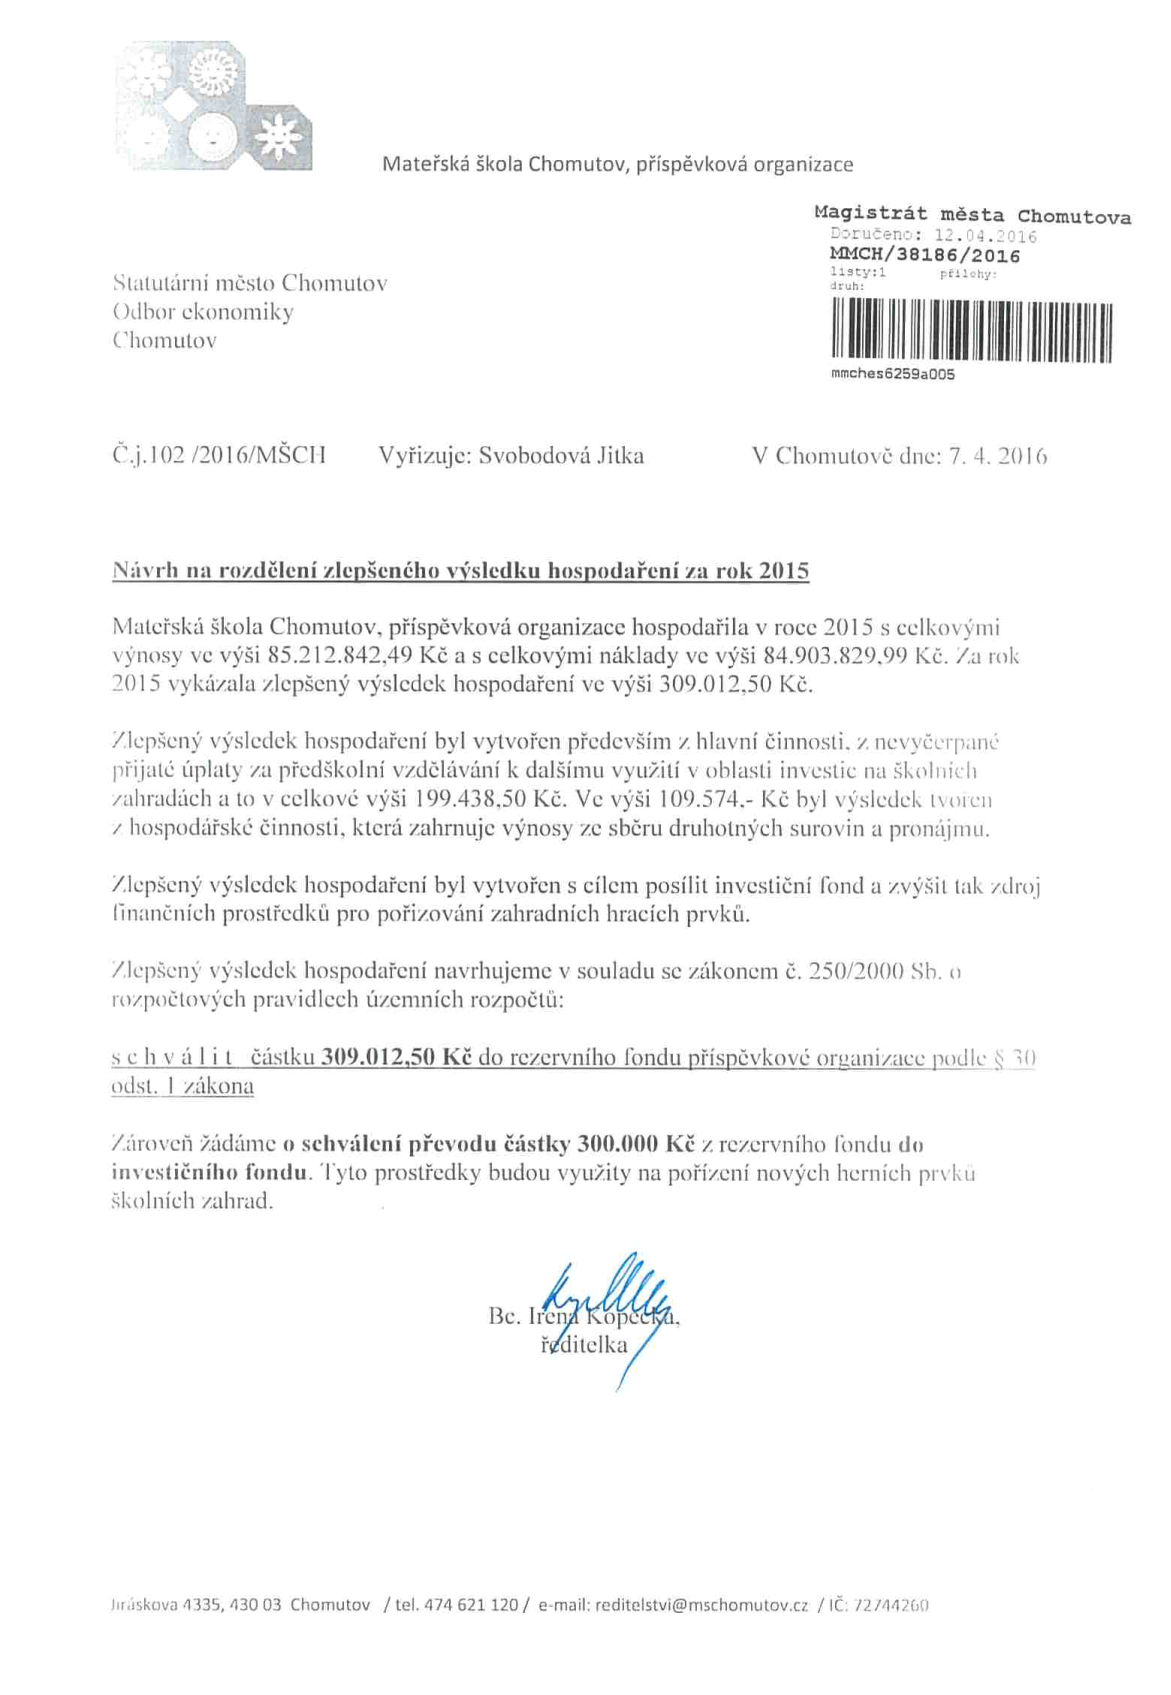 Mateřská škola Chomutov, příspěvková organizace
Magistrát města Chomutova
Doručeno: 12.04.2016
MMCH/38186/2016
listy:1 přílohy:
druh:
mmches6259a005
Statutární město Chomutov
Odbor ekonomiky
Chomutov
Č.j.102 /2016/MŠCH Vyřizuje: Svobodová Jitka V Chomutově dne: 7. 4. 2016
Návrh na rozdělení zlepšeného výsledku hospodaření za rok 2015
Mateřská škola Chomutov, příspěvková organizace hospodařila v roce 2015 s celkovými
výnosy ve výši 85.212.842,49 Kč a s celkovými náklady ve výši 84.903.829,99 Kč. Za rok
2015 vykázala zlepšený výsledek hospodaření ve výši 309.012,50 Kč.
Zlepšený výsledek hospodaření byl vytvořen především z hlavní činnosti, z nevyčerpané
přijaté úplaty za předškolní vzdělávání k dalšímu využití v oblasti investic na školních
zahradách a to v celkové výši 199.438,50 Kč. Ve výši 109.574,- Kč byl výsledek tvořen
z hospodářské činnosti, která zahrnuje výnosy ze sběru druhotných surovin a pronájmu.
Zlepšený výsledek hospodaření byl vytvořen s cílem posílit investiční fond a zvýšit tak zdroj
finančních prostředků pro pořizování zahradních hracích prvků.
Zlepšený výsledek hospodaření navrhujeme v souladu se zákonem č. 250/2000 Sb. o
rozpočtových pravidlech územních rozpočtů:
s c h v á l i t částku 309.012,50 Kč do rezervního fondu příspěvkové organizace podle § 30
odst. 1 zákona
Zároveň žádáme o schválení převodu částky 300.000 Kč z rezervního fondu do
investičního fondu. Tyto prostředky budou využity na pořízení nových herních prvků
školních zahrad.
Bc. Irena Kopecká,
ředitelka
Jiráskova 4335, 430 03 Chomutov / tel. 474 621 120 / e-mail: reditelstvi@mschomutov.cz / IČ: 72744260